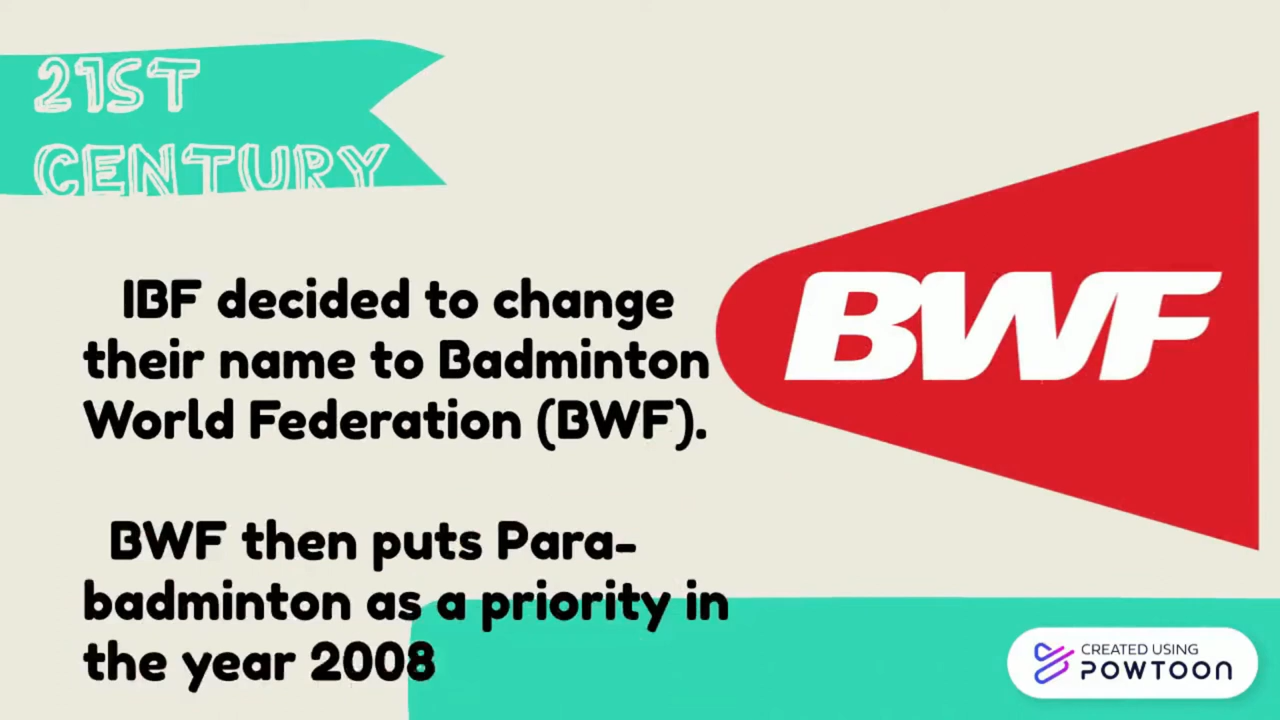 21ST
CENTURY
IBF decided to change
their name to Badminton
World Federation (BWF).
BWF then puts Para-
badminton as a priority in
the year 2008
BWF
CREATED USING
POWTOON